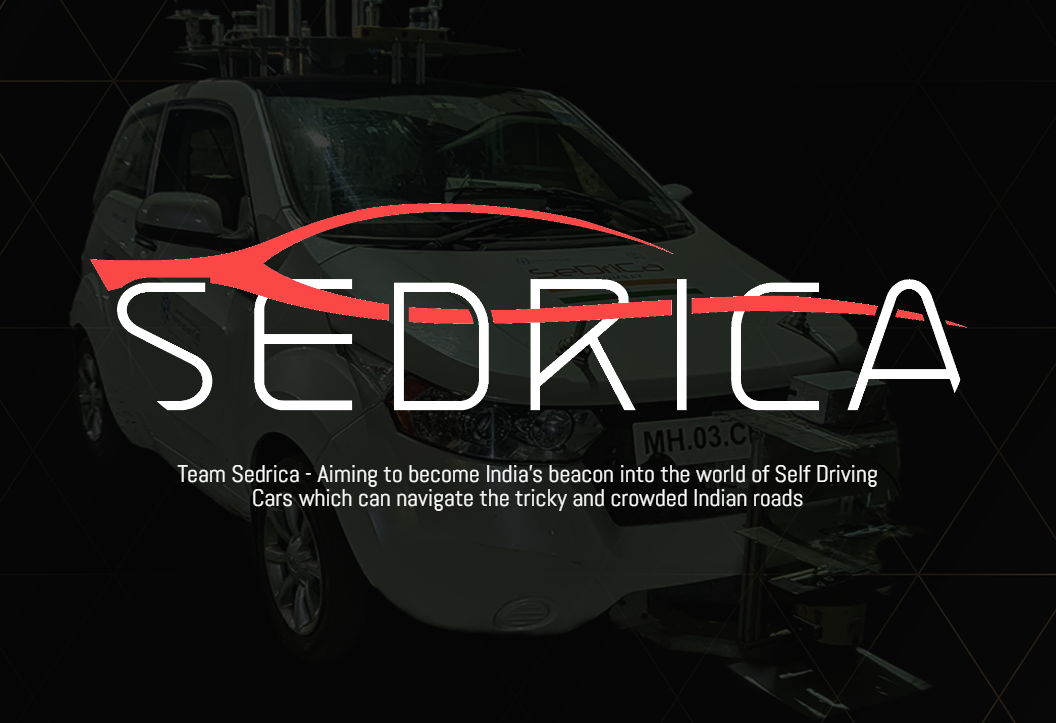 SeDriCa
SEDRICA
MH.03.C
Team Sedrica - Aiming to become India's beacon into the world of Self Driving
Cars which can navigate the tricky and crowded Indian roads